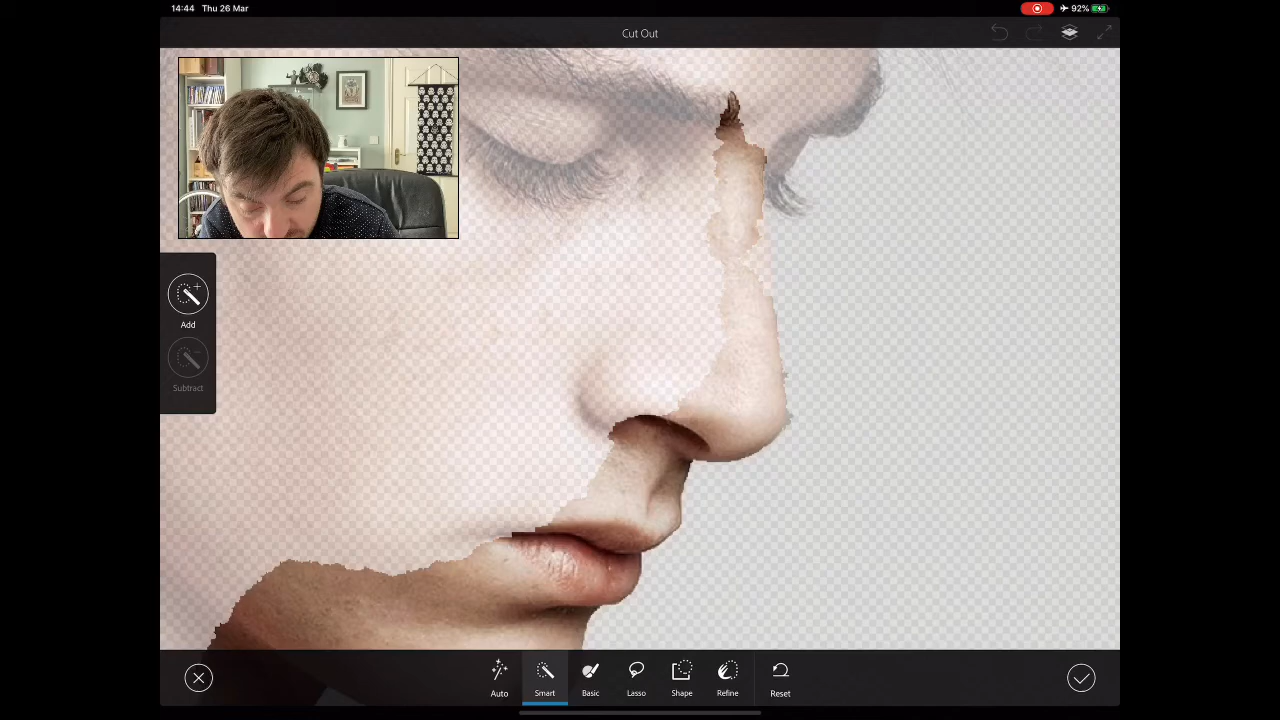 14:44 Thu 26 Mar
92%
Cut Out
Add
Subtract
Auto
Smart
Basic
Lasso
Shape
Refine
Reset